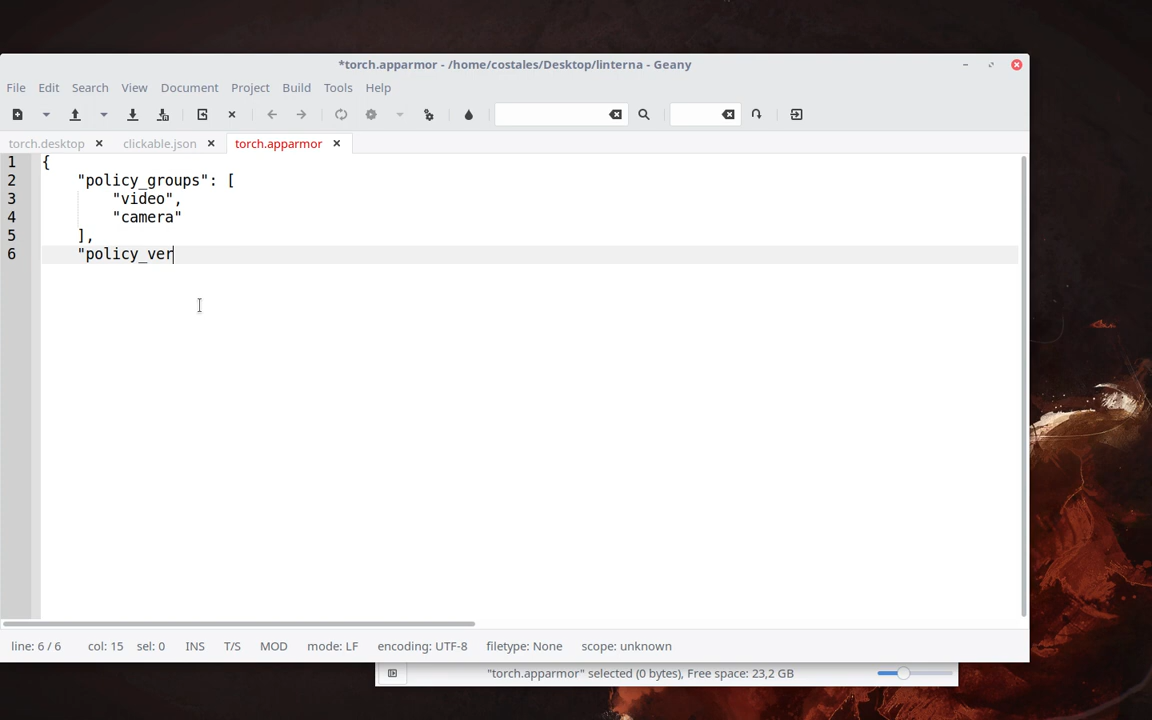 *torch.apparmor - /home/costales/Desktop/linterna - Geany
File Edit Search View Document Project Build Tools Help
torch.desktop clickable.json torch.apparmor
1 {
2 "policy_groups": [
3 "video",
4 "camera"
5 ],
6 "policy_ver
line: 6 / 6 col: 15 sel: 0 INS T/S MOD mode: LF encoding: UTF-8 filetype: None scope: unknown
"torch.apparmor" selected (0 bytes), Free space: 23,2 GB